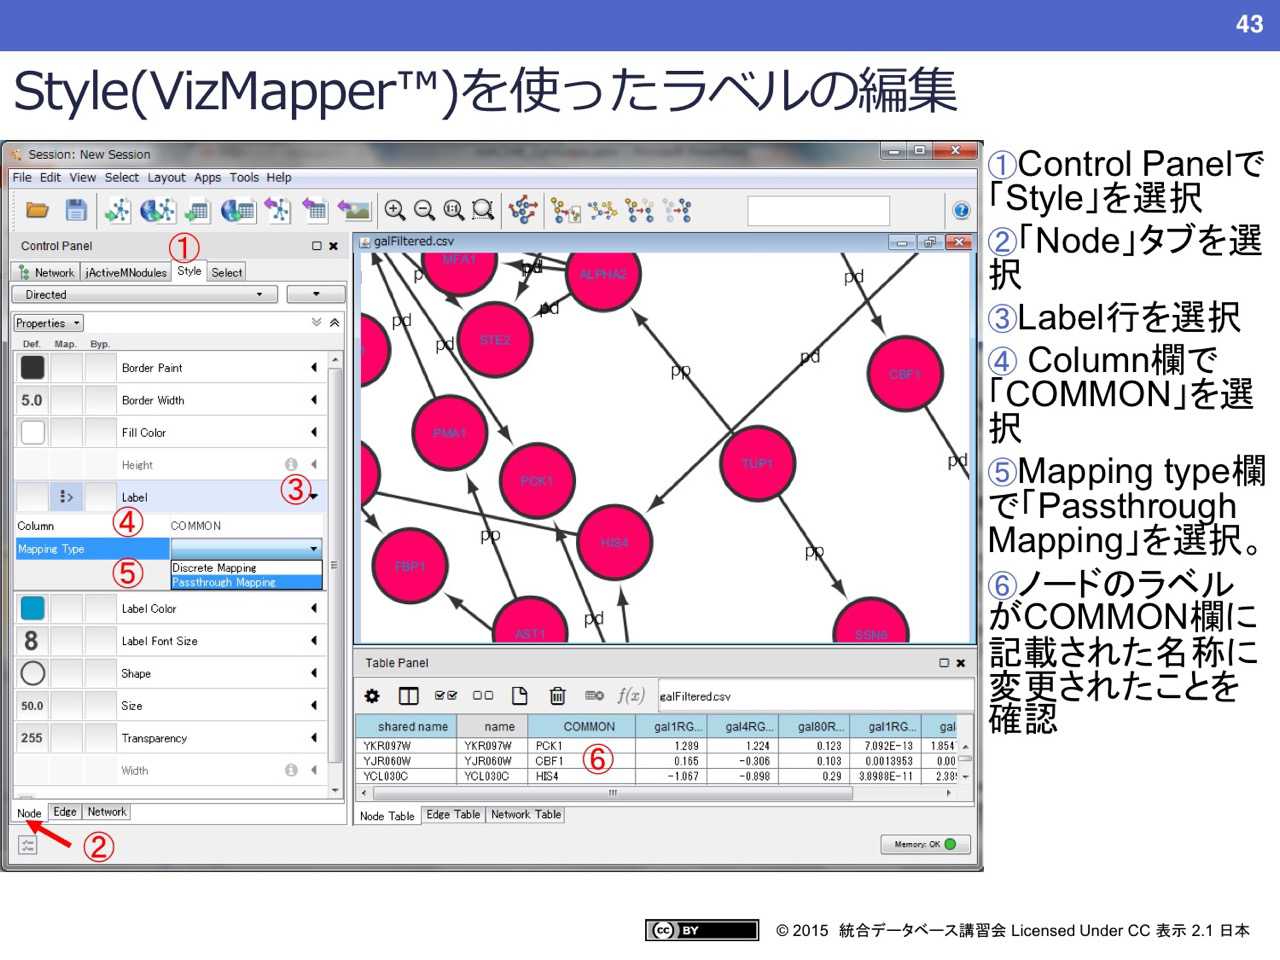 43
Style(VizMapper™)を使ったラベルの編集
Session: New Session
File Edit View Select Layout Apps Tools Help
Control Panel
①
Network jActiveMNodules Style Select
Directed
Properties
Def. Map. Byp.
Border Paint
5.0 Border Width
Fill Color
Height
Label ③
Column ④ COMMON
Mapping Type
⑤ Discrete Mapping
Passthrough Mapping
Label Color
8 Label Font Size
Shape
50.0 Size
255 Transparency
Width
Node Edge Network
②
galFiltered.csv
MFA1
pd
ALPHA2
pd
pd
pd
STE2
pd
pp
pd
CBF1
PMA1
PCK1
TUP1
pd
pp
HIS4
pp
FBP1
pd
AST1
SSN6
Table Panel
f(x) galFiltered.csv
shared name name COMMON gal1RG... gal4RG... gal80R... gal1RG... gal
YKR097W YKR097W PCK1 1.289 1.224 0.123 7.092E-13 1.854
YJR060W YJR060W CBF1 0.165 -0.306 0.103 0.0013953 0.00
YCL030C YCL030C HIS4 -1.067 -0.898 0.29 3.8988E-11 2.38
⑥
Node Table Edge Table Network Table
Memory: OK
①Control Panelで
「Style」を選択
②「Node」タブを選
択
③Label行を選択
④ Column欄で
「COMMON」を選
択
⑤Mapping type欄
で「Passthrough
Mapping」を選択。
⑥ノードのラベル
がCOMMON欄に
記載された名称に
変更されたことを
確認
cc BY
© 2015 統合データベース講習会 Licensed Under CC 表示 2.1 日本